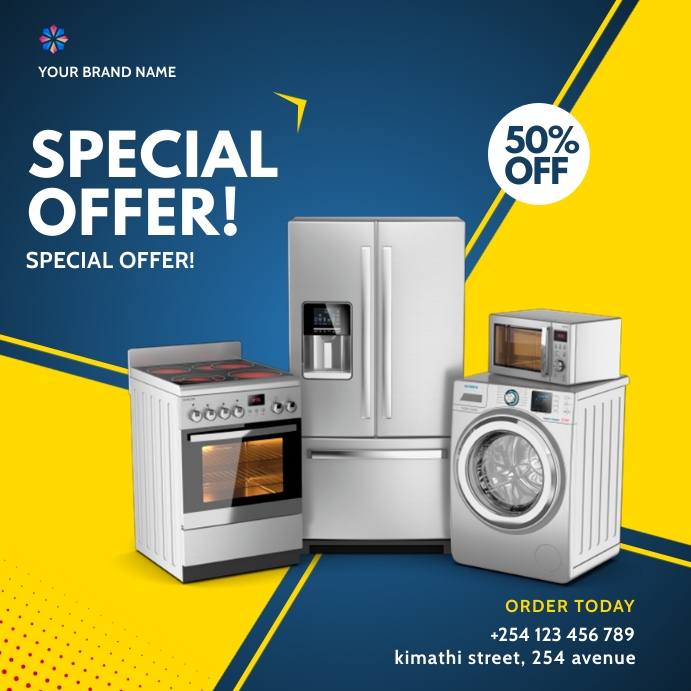 YOUR BRAND NAME
SPECIAL
OFFER!
SPECIAL OFFER!
50%
OFF
ORDER TODAY
+254 123 456 789
kimathi street, 254 avenue